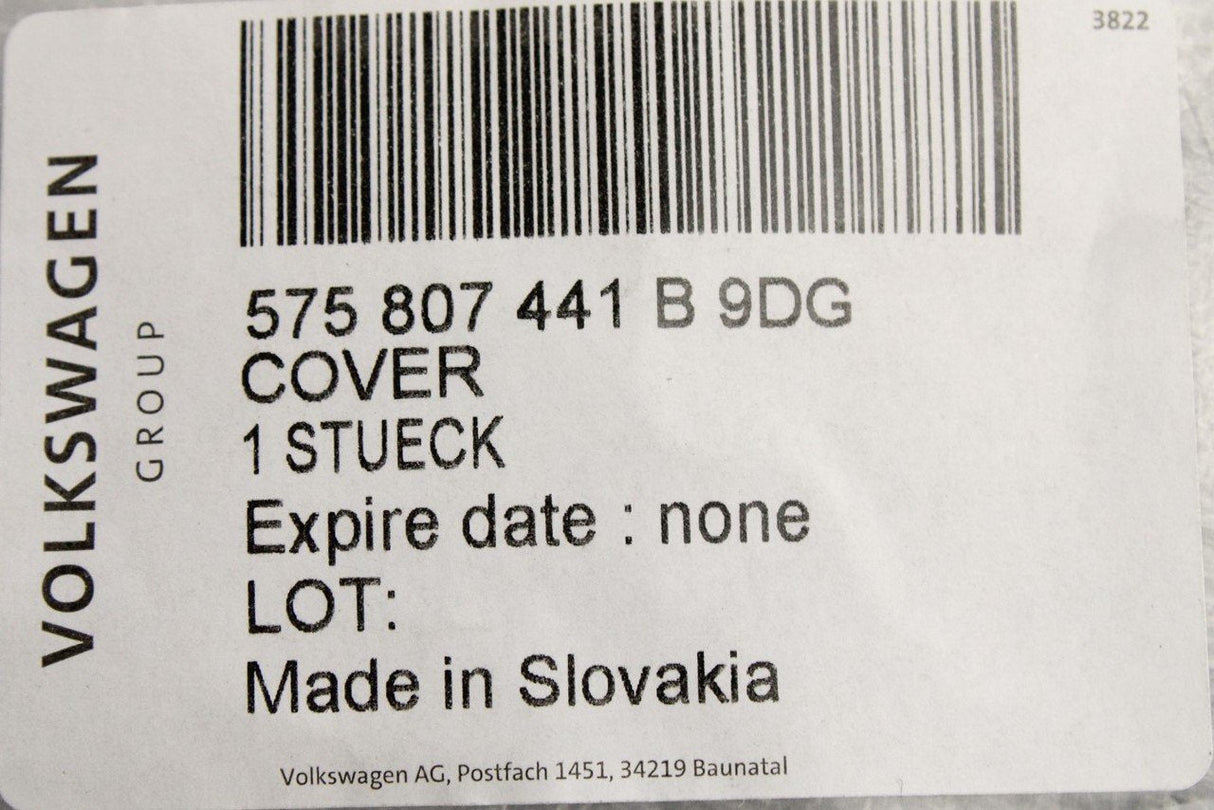 3822
VOLKSWAGEN
GROUP
575 807 441 B 9DG
COVER
1 STUECK
Expire date : none
LOT:
Made in Slovakia
Volkswagen AG, Postfach 1451, 34219 Baunatal